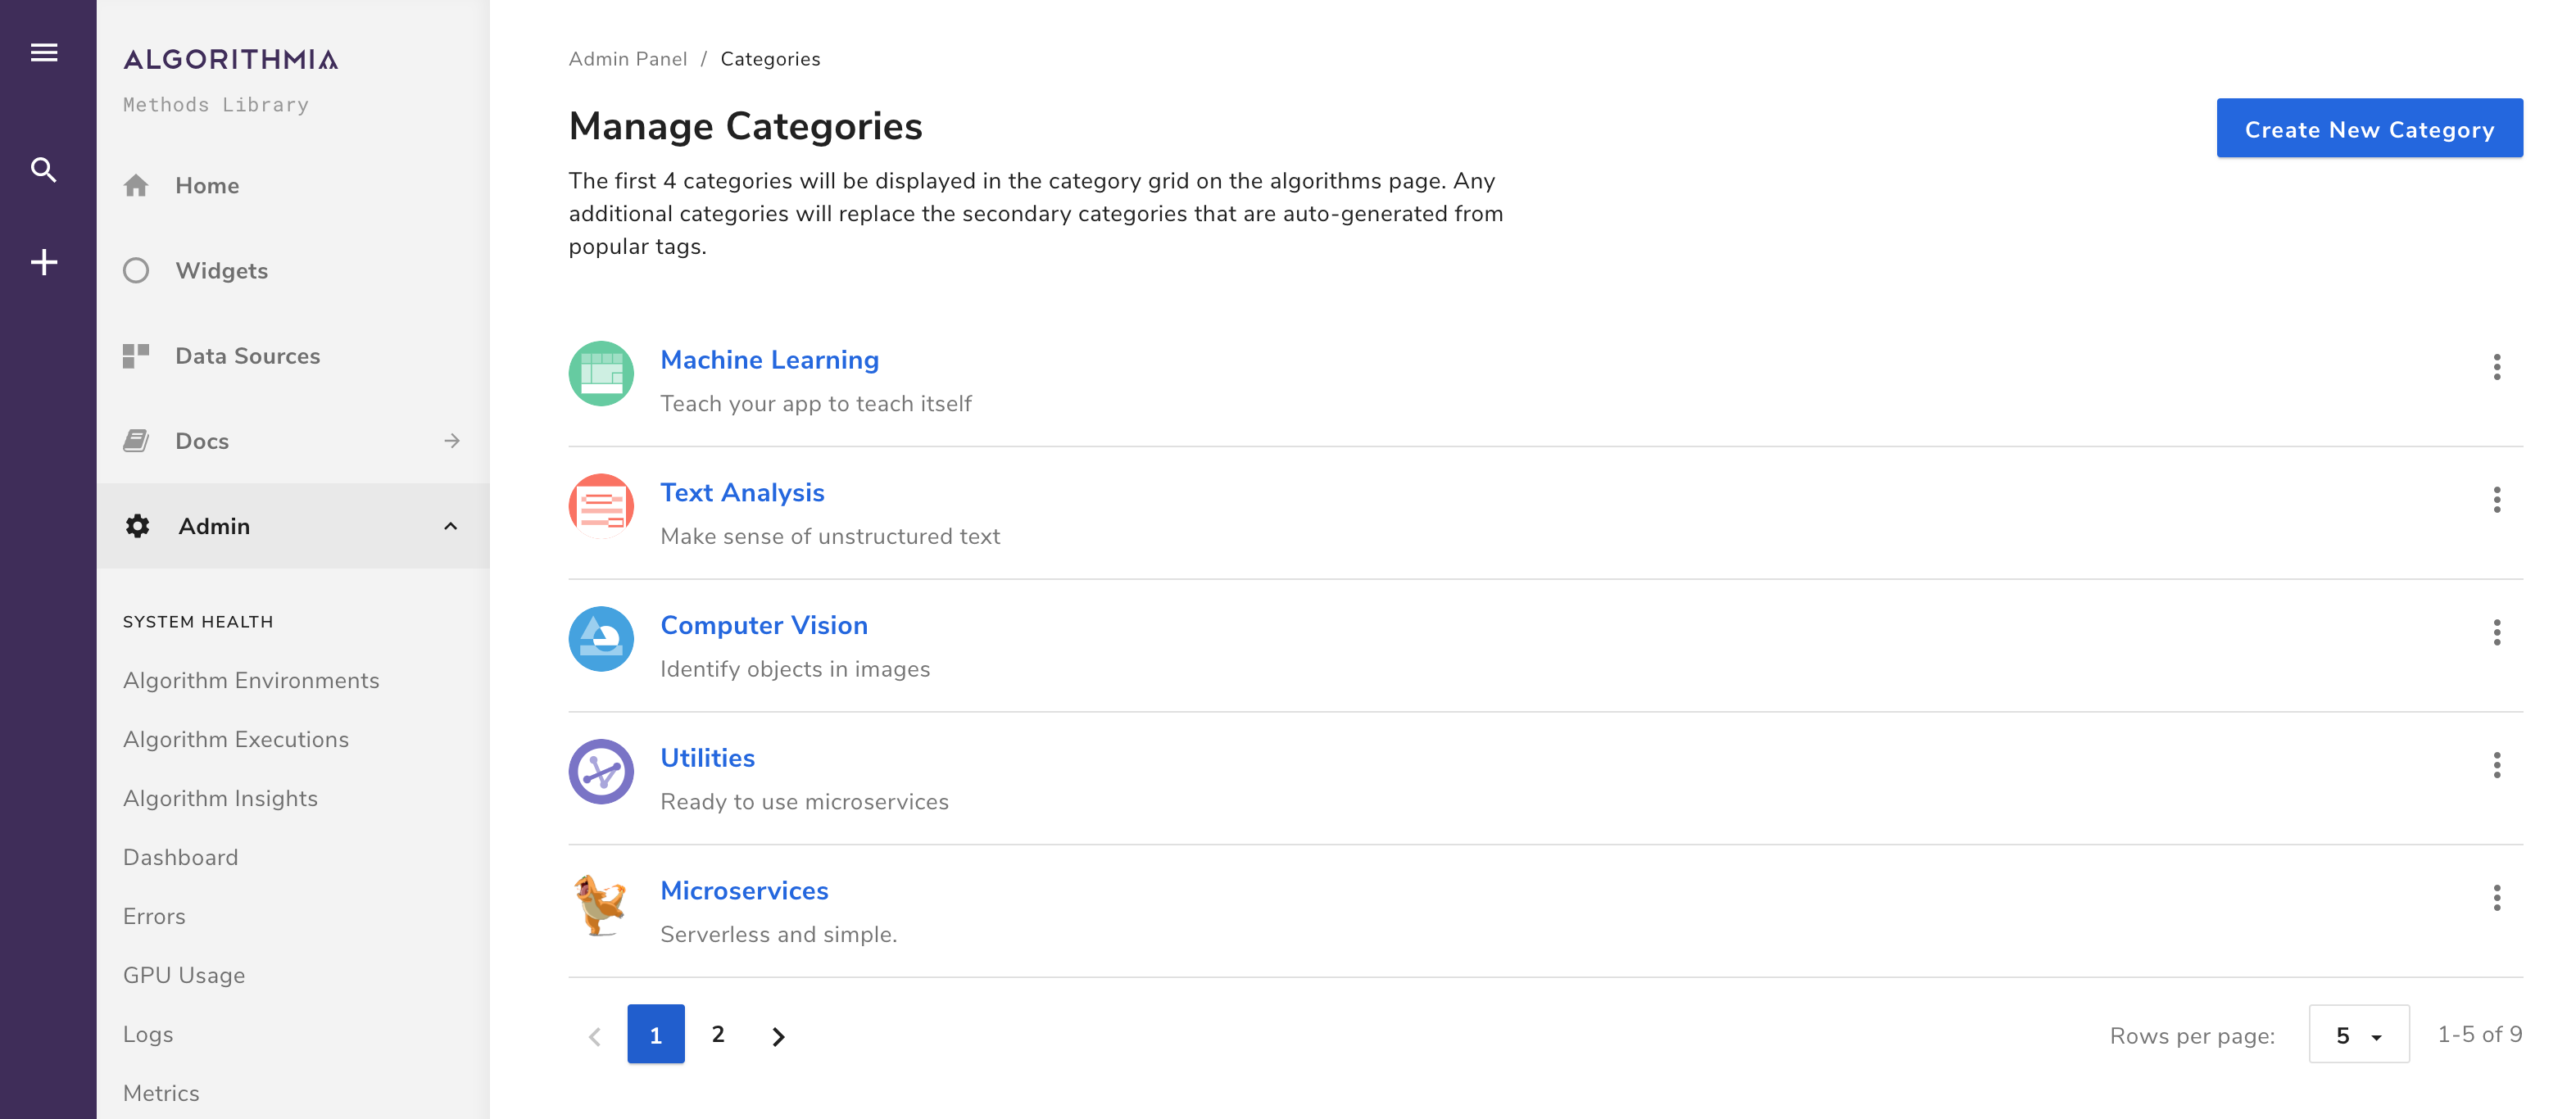 ALGORITHMIA
Methods Library
Home
Widgets
Data Sources
Docs
Admin
SYSTEM HEALTH
Algorithm Environments
Algorithm Executions
Algorithm Insights
Dashboard
Errors
GPU Usage
Logs
Metrics
Admin Panel / Categories
Manage Categories
Create New Category
The first 4 categories will be displayed in the category grid on the algorithms page. Any
additional categories will replace the secondary categories that are auto-generated from
popular tags.
Machine Learning
Teach your app to teach itself
Text Analysis
Make sense of unstructured text
Computer Vision
Identify objects in images
Utilities
Ready to use microservices
Microservices
Serverless and simple.
1 2
Rows per page: 5 1-5 of 9